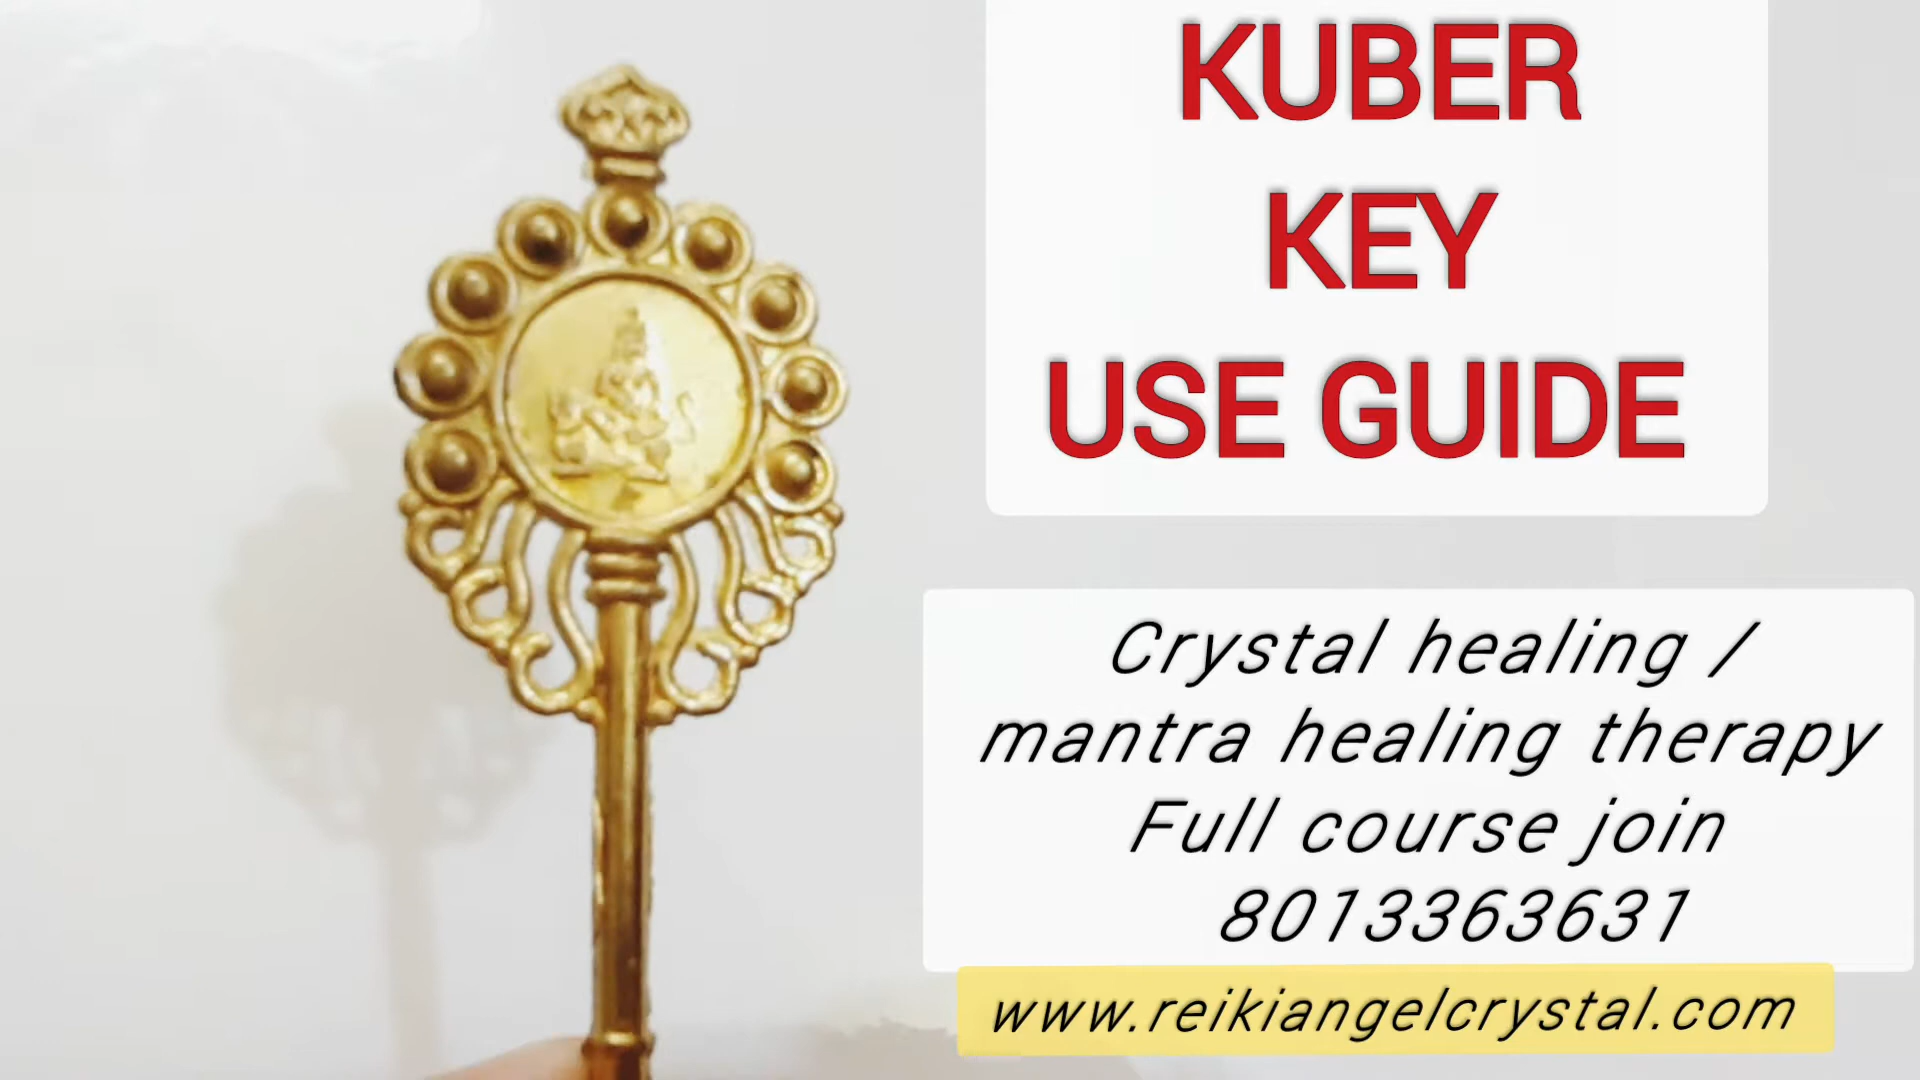 KUBER
KEY
USE GUIDE
Crystal healing /
mantra healing therapy
Full course join
8013363631
www.reikiangelcrystal.com